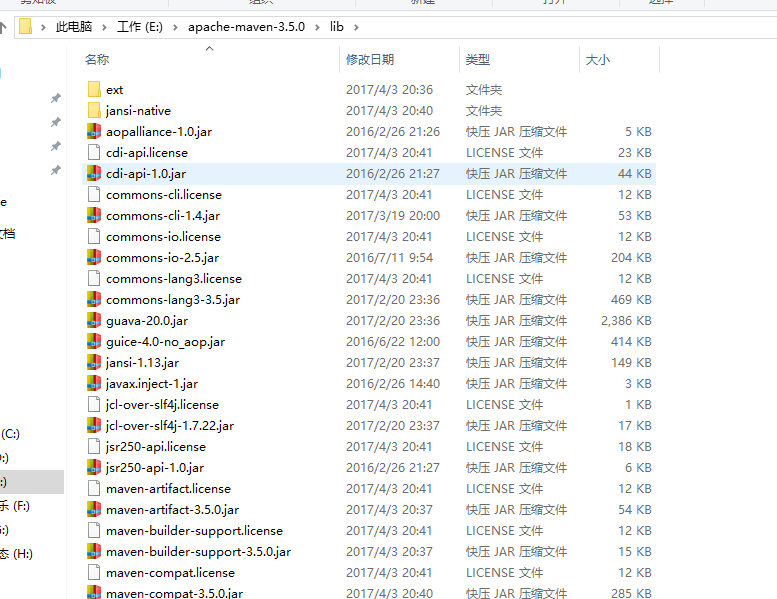 此电脑 > 工作 (E:) > apache-maven-3.5.0 > lib >
名称 修改日期 类型 大小
ext 2017/4/3 20:36 文件夹
jansi-native 2017/4/3 20:40 文件夹
aopalliance-1.0.jar 2016/2/26 21:26 快压 JAR 压缩文件 5 KB
cdi-api.license 2017/4/3 20:41 LICENSE 文件 23 KB
cdi-api-1.0.jar 2016/2/26 21:27 快压 JAR 压缩文件 44 KB
commons-cli.license 2017/4/3 20:41 LICENSE 文件 12 KB
commons-cli-1.4.jar 2017/3/19 20:00 快压 JAR 压缩文件 53 KB
commons-io.license 2017/4/3 20:41 LICENSE 文件 12 KB
commons-io-2.5.jar 2016/7/11 9:54 快压 JAR 压缩文件 204 KB
commons-lang3.license 2017/4/3 20:41 LICENSE 文件 12 KB
commons-lang3-3.5.jar 2017/2/20 23:36 快压 JAR 压缩文件 469 KB
guava-20.0.jar 2017/2/20 23:36 快压 JAR 压缩文件 2,386 KB
guice-4.0-no_aop.jar 2016/6/22 12:00 快压 JAR 压缩文件 414 KB
jansi-1.13.jar 2017/2/20 23:37 快压 JAR 压缩文件 149 KB
javax.inject-1.jar 2016/2/26 14:40 快压 JAR 压缩文件 3 KB
jcl-over-slf4j.license 2017/4/3 20:41 LICENSE 文件 1 KB
jcl-over-slf4j-1.7.22.jar 2017/2/20 23:37 快压 JAR 压缩文件 17 KB
(C:)
jsr250-api.license 2017/4/3 20:41 LICENSE 文件 18 KB
:)
jsr250-api-1.0.jar 2016/2/26 21:27 快压 JAR 压缩文件 6 KB
:)
maven-artifact.license 2017/4/3 20:41 LICENSE 文件 12 KB
maven-artifact-3.5.0.jar 2017/4/3 20:37 快压 JAR 压缩文件 54 KB
乐 (F:)
maven-builder-support.license 2017/4/3 20:41 LICENSE 文件 12 KB
:)
maven-builder-support-3.5.0.jar 2017/4/3 20:37 快压 JAR 压缩文件 15 KB
态 (H:)
maven-compat.license 2017/4/3 20:41 LICENSE 文件 12 KB
maven-compat-3.5.0.jar 2017/4/3 20:40 快压 JAR 压缩文件 285 KB